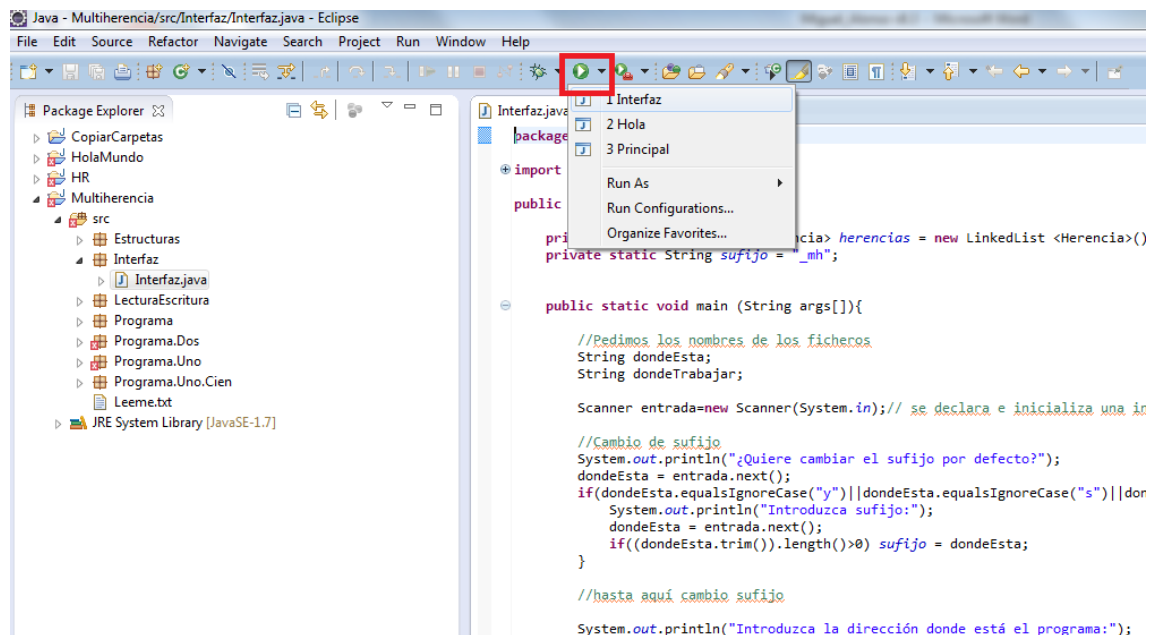 Java - Multiherencia/src/Interfaz/Interfaz.java - Eclipse
File Edit Source Refactor Navigate Search Project Run Window Help
Package Explorer
CopiarCarpetas
HolaMundo
HR
Multiherencia
src
Estructuras
Interfaz
Interfaz.java
LecturaEscritura
Programa
Programa.Dos
Programa.Uno
Programa.Uno.Cien
Leeme.txt
JRE System Library [JavaSE-1.7]
1 Interfaz
2 Hola
3 Principal
Run As
Run Configurations...
Organize Favorites...
Interfaz.java
package
import
public
pri ncia> herencias = new LinkedList <Herencia>()
private static String sufijo = "_mh";
public static void main (String args[]){
//Pedimos los nombres de los ficheros
String dondeEsta;
String dondeTrabajar;
Scanner entrada=new Scanner(System.in);// se declara e inicializa una in
//Cambio de sufijo
System.out.println("¿Quiere cambiar el sufijo por defecto?");
dondeEsta = entrada.next();
if(dondeEsta.equalsIgnoreCase("y")||dondeEsta.equalsIgnoreCase("s")||don
System.out.println("Introduzca sufijo:");
dondeEsta = entrada.next();
if((dondeEsta.trim()).length()>0) sufijo = dondeEsta;
}
//hasta aquí cambio sufijo
System.out.println("Introduzca la dirección donde está el programa:");